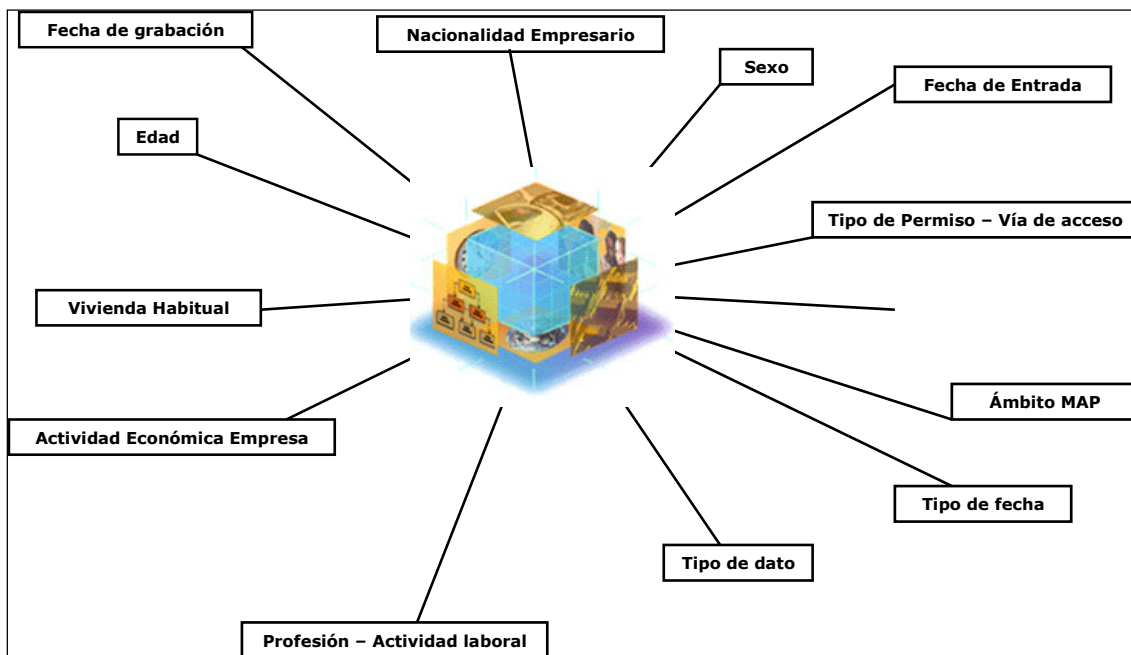 Fecha de grabación
Nacionalidad Empresario
Sexo
Fecha de Entrada
Edad
Tipo de Permiso – Vía de acceso
Vivienda Habitual
Ámbito MAP
Actividad Económica Empresa
Tipo de fecha
Tipo de dato
Profesión – Actividad laboral